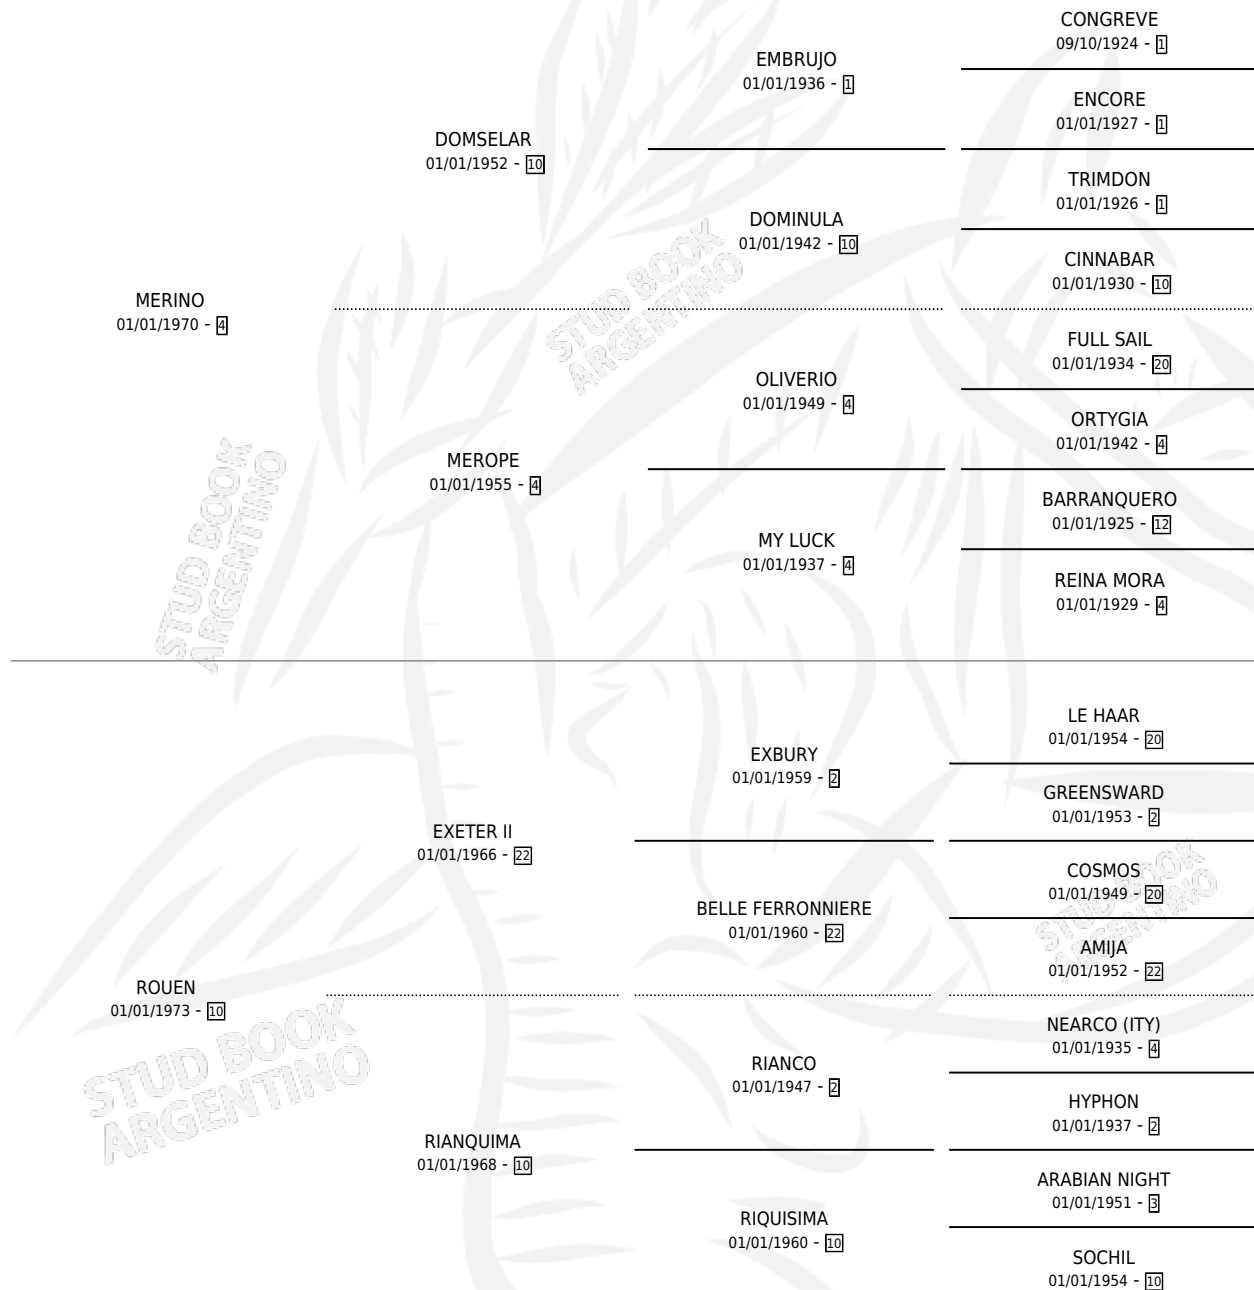 CONGREVE
09/10/1924 - 1
EMBRUJO
01/01/1936 - 1
ENCORE
01/01/1927 - 1
DOMSELAR
01/01/1952 - 10
TRIMDON
01/01/1926 - 1
DOMINULA
01/01/1942 - 10
CINNABAR
01/01/1930 - 10
MERINO
01/01/1970 - 4
FULL SAIL
01/01/1934 - 20
OLIVERIO
01/01/1949 - 4
ORTYGIA
01/01/1942 - 4
MEROPE
01/01/1955 - 4
BARRANQUERO
01/01/1925 - 12
MY LUCK
01/01/1937 - 4
REINA MORA
01/01/1929 - 4
STUD BOOK
ARGENTINO
STUD BOOK
ARGENTINO
LE HAAR
01/01/1954 - 20
EXBURY
01/01/1959 - 2
GREENSWARD
01/01/1953 - 2
EXETER II
01/01/1966 - 22
COSMOS
01/01/1949 - 20
BELLE FERRONNIERE
01/01/1960 - 22
AMIJA
01/01/1952 - 22
STUD BOOK
ARGENTINO
ROUEN
01/01/1973 - 10
NEARCO (ITY)
01/01/1935 - 4
RIANCO
01/01/1947 - 2
HYPHON
01/01/1937 - 2
STUD BOOK
ARGENTINO
RIANQUIMA
01/01/1968 - 10
ARABIAN NIGHT
01/01/1951 - 3
RIQUISIMA
01/01/1960 - 10
SOCHIL
01/01/1954 - 10